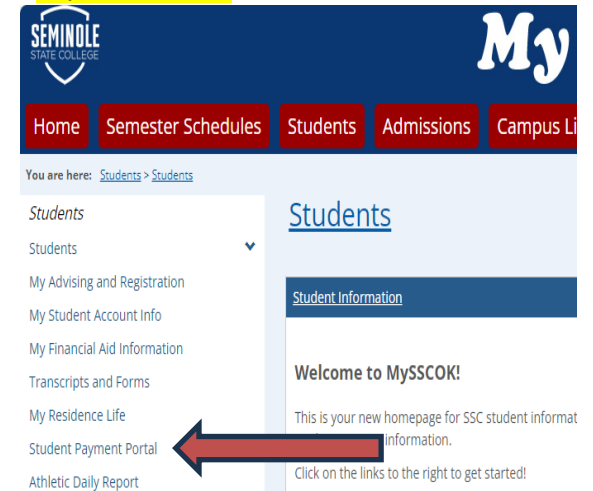 SEMINOLE
STATE COLLEGE
My
Home Semester Schedules Students Admissions Campus Li
You are here: Students > Students
Students
Students
My Advising and Registration
My Student Account Info
My Financial Aid Information
Transcripts and Forms
My Residence Life
Student Payment Portal
Athletic Daily Report
Students
Student Information
Welcome to MySSCOK!
This is your new homepage for SSC student informat
information.
Click on the links to the right to get started!